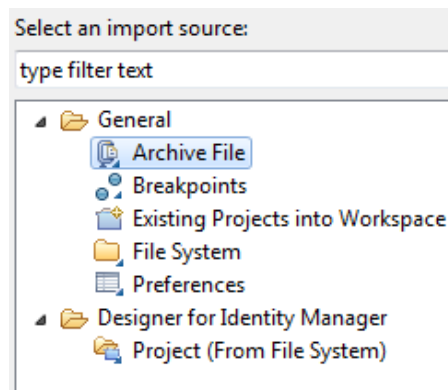 Select an import source:
type filter text
General
Archive File
Breakpoints
Existing Projects into Workspace
File System
Preferences
Designer for Identity Manager
Project (From File System)